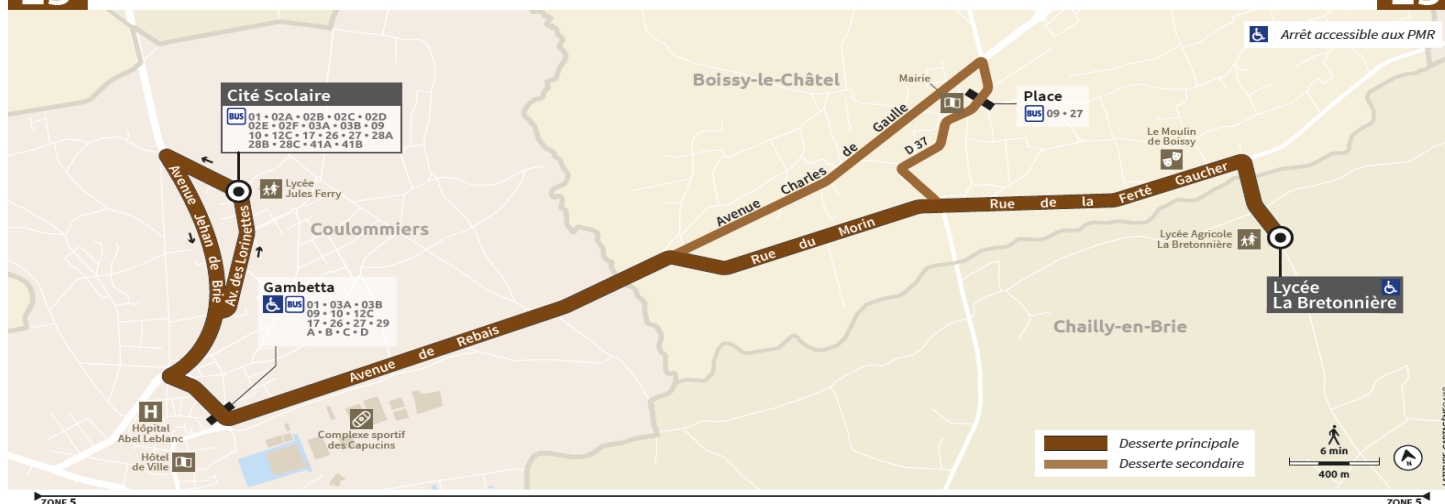 Arrêt accessible aux PMR
Boissy-le-Châtel
Mairie
Place
BUS 09 • 27
Cité Scolaire
BUS 01 • 02A • 02B • 02C • 02D
02E • 02F • 03A • 03B • 09
10 • 12C • 17 • 26 • 27 • 28A
28B • 28C • 41A • 41B
Avenue Charles de Gaulle
D 37
Le Moulin
de Boissy
Lycée
Jules Ferry
Avenue Jehan de Brie
Av. des Lorinettes
Coulommiers
Rue du Morin
Rue de la Ferté Gaucher
Lycée Agricole
La Bretonnière
Lycée
La Bretonnière
Gambetta
BUS 01 • 03A • 03B
09 • 10 • 12C
17 • 26 • 27 • 29
A • B • C • D
Avenue de Rebais
Chailly-en-Brie
H
Hôpital
Abel Leblanc
Hôtel
de Ville
Complexe sportif
des Capucins
Desserte principale
Desserte secondaire
6 min
400 m
N
ZONE 5
ZONE 5